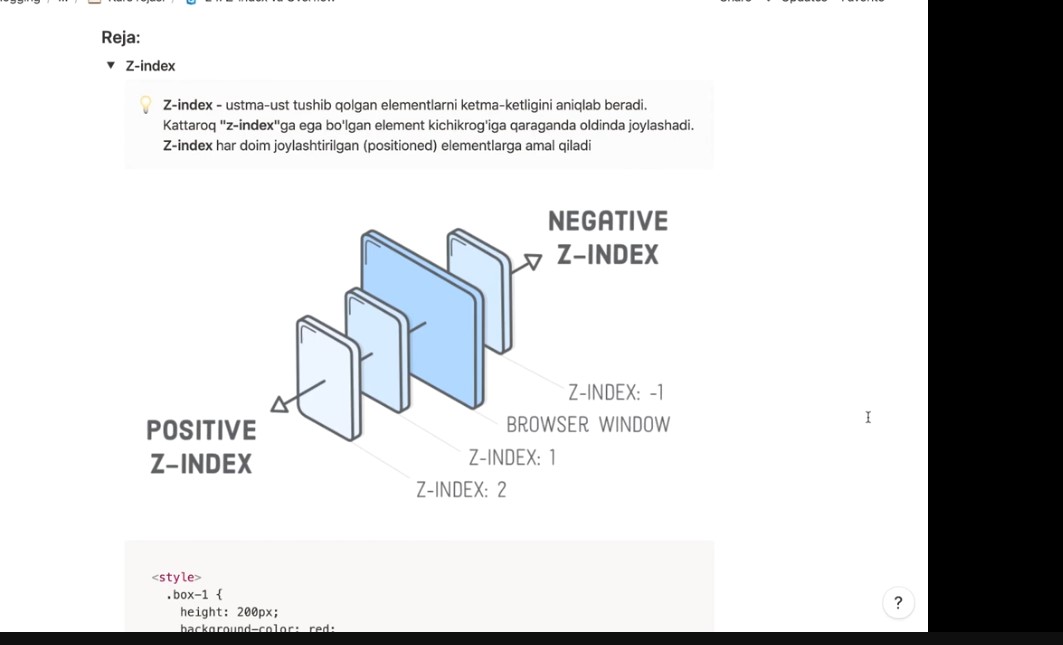 Reja:
Z-index
Z-index - ustma-ust tushib qolgan elementlarni ketma-ketligini aniqlab beradi.
Kattaroq "z-index"ga ega bo'lgan element kichikrog'iga qaraganda oldinda joylashadi.
Z-index har doim joylashtirilgan (positioned) elementlarga amal qiladi
NEGATIVE
Z-INDEX
Z-INDEX: -1
BROWSER WINDOW
POSITIVE
Z-INDEX
Z-INDEX: 1
Z-INDEX: 2
<style>
.box-1 {
height: 200px;
background-color: red;
?